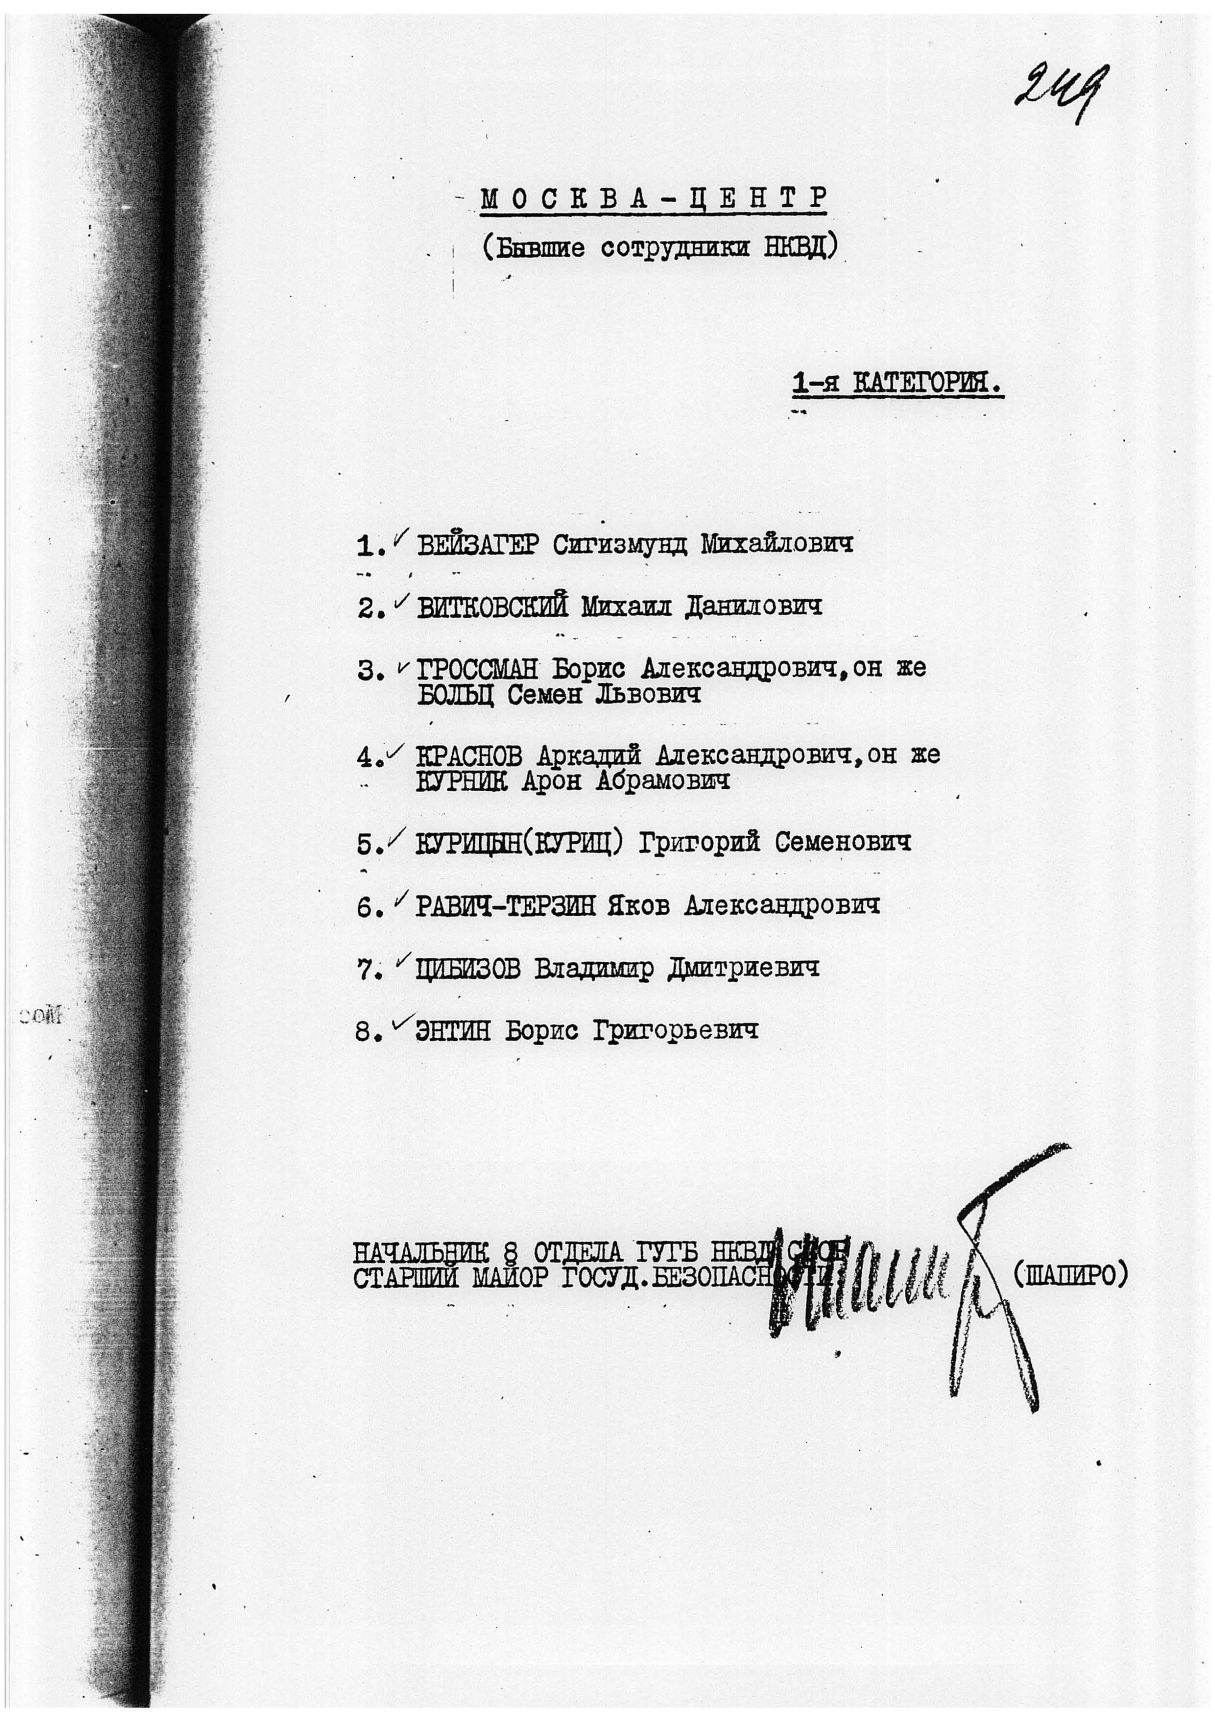 249
МОСКВА-ЦЕНТР
(Бывшие сотрудники НКВД)
1-я КАТЕГОРИЯ.
1. ВЕЙЗАГЕР Сигизмунд Михайлович
2. ВИТКОВСКИЙ Михаил Данилович
3. ГРОССМАН Борис Александрович, он же
БОЛЬЦ Семен Львович
4. КРАСНОВ Аркадий Александрович, он же
КУРНИК Арон Абрамович
5. КУРИЦЫН(КУРИЦ) Григорий Семенович
6. РАВИЧ-ТЕРЗИН Яков Александрович
7. ЦИБИЗОВ Владимир Дмитриевич
сой
8. ЭНТИН Борис Григорьевич
НАЧАЛЬНИК 8 ОТДЕЛА ГУГБ НКВД СССР
СТАРШИЙ МАЙОР ГОСУД.БЕЗОПАСНОСТИ
(ШАПИРО)